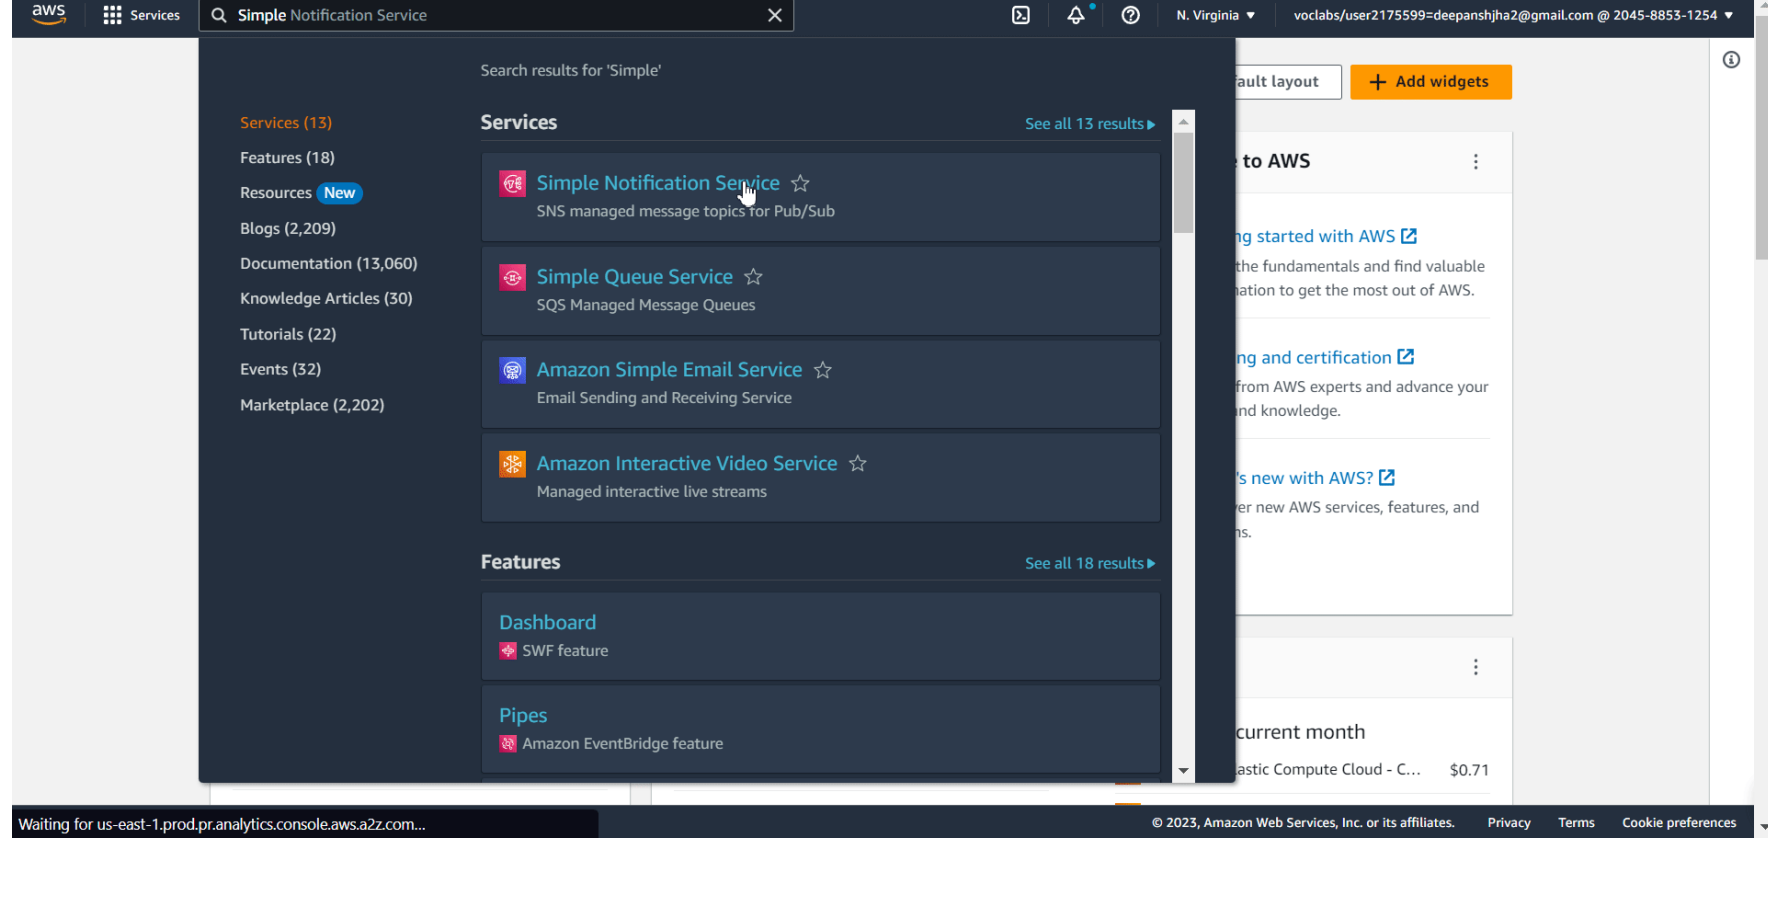 aws
Services
Simple Notification Service
N. Virginia
voclabs/user2175599=deepanshjha2@gmail.com @ 2045-8853-1254
Search results for 'Simple'
Services (13)
Features (18)
Resources New
Blogs (2,209)
Documentation (13,060)
Knowledge Articles (30)
Tutorials (22)
Events (32)
Marketplace (2,202)
Services
See all 13 results
Simple Notification Service
SNS managed message topics for Pub/Sub
Simple Queue Service
SQS Managed Message Queues
Amazon Simple Email Service
Email Sending and Receiving Service
Amazon Interactive Video Service
Managed interactive live streams
Features
See all 18 results
Dashboard
SWF feature
Pipes
Amazon EventBridge feature
ault layout
+ Add widgets
to AWS
ng started with AWS
the fundamentals and find valuable
ation to get the most out of AWS.
ng and certification
from AWS experts and advance your
nd knowledge.
's new with AWS?
er new AWS services, features, and
ns.
current month
lastic Compute Cloud - C... $0.71
Waiting for us-east-1.prod.pr.analytics.console.aws.a2z.com...
© 2023, Amazon Web Services, Inc. or its affiliates.
Privacy
Terms
Cookie preferences